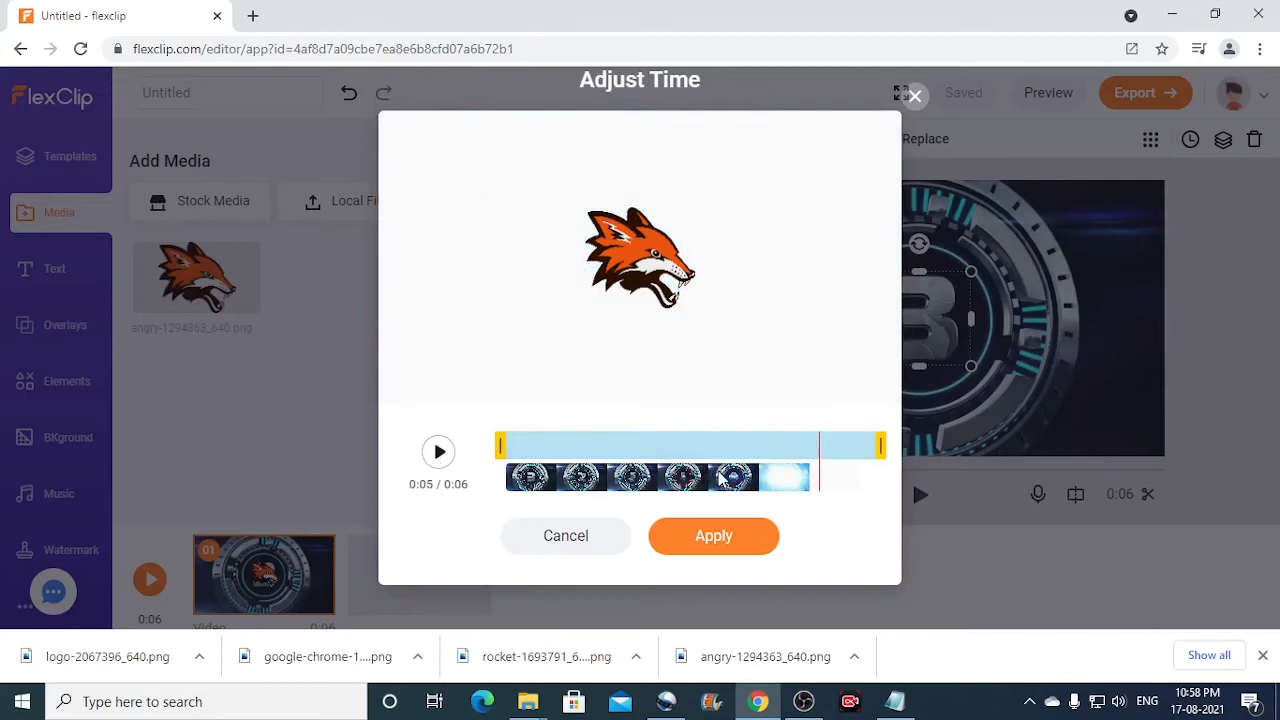 Untitled - flexclip
flexclip.com/editor/app?id=4af8d7a09cbe7ea8e6b8cfd07a6b72b1
FlexClip
Untitled
Adjust Time
Saved
Preview
Export
Replace
Templates
Media
Text
Overlays
Elements
BKground
Music
Watermark
Add Media
Stock Media
Local Fi
angry-1294363_640.png
0:05 / 0:06
Cancel
Apply
0:06
01
0:06
Video
0:06
logo-2067396_640.png
google-chrome-1....png
rocket-1693791_6....png
angry-1294363_640.png
Show all
Type here to search
ENG
10:58 PM
17-08-2021
7